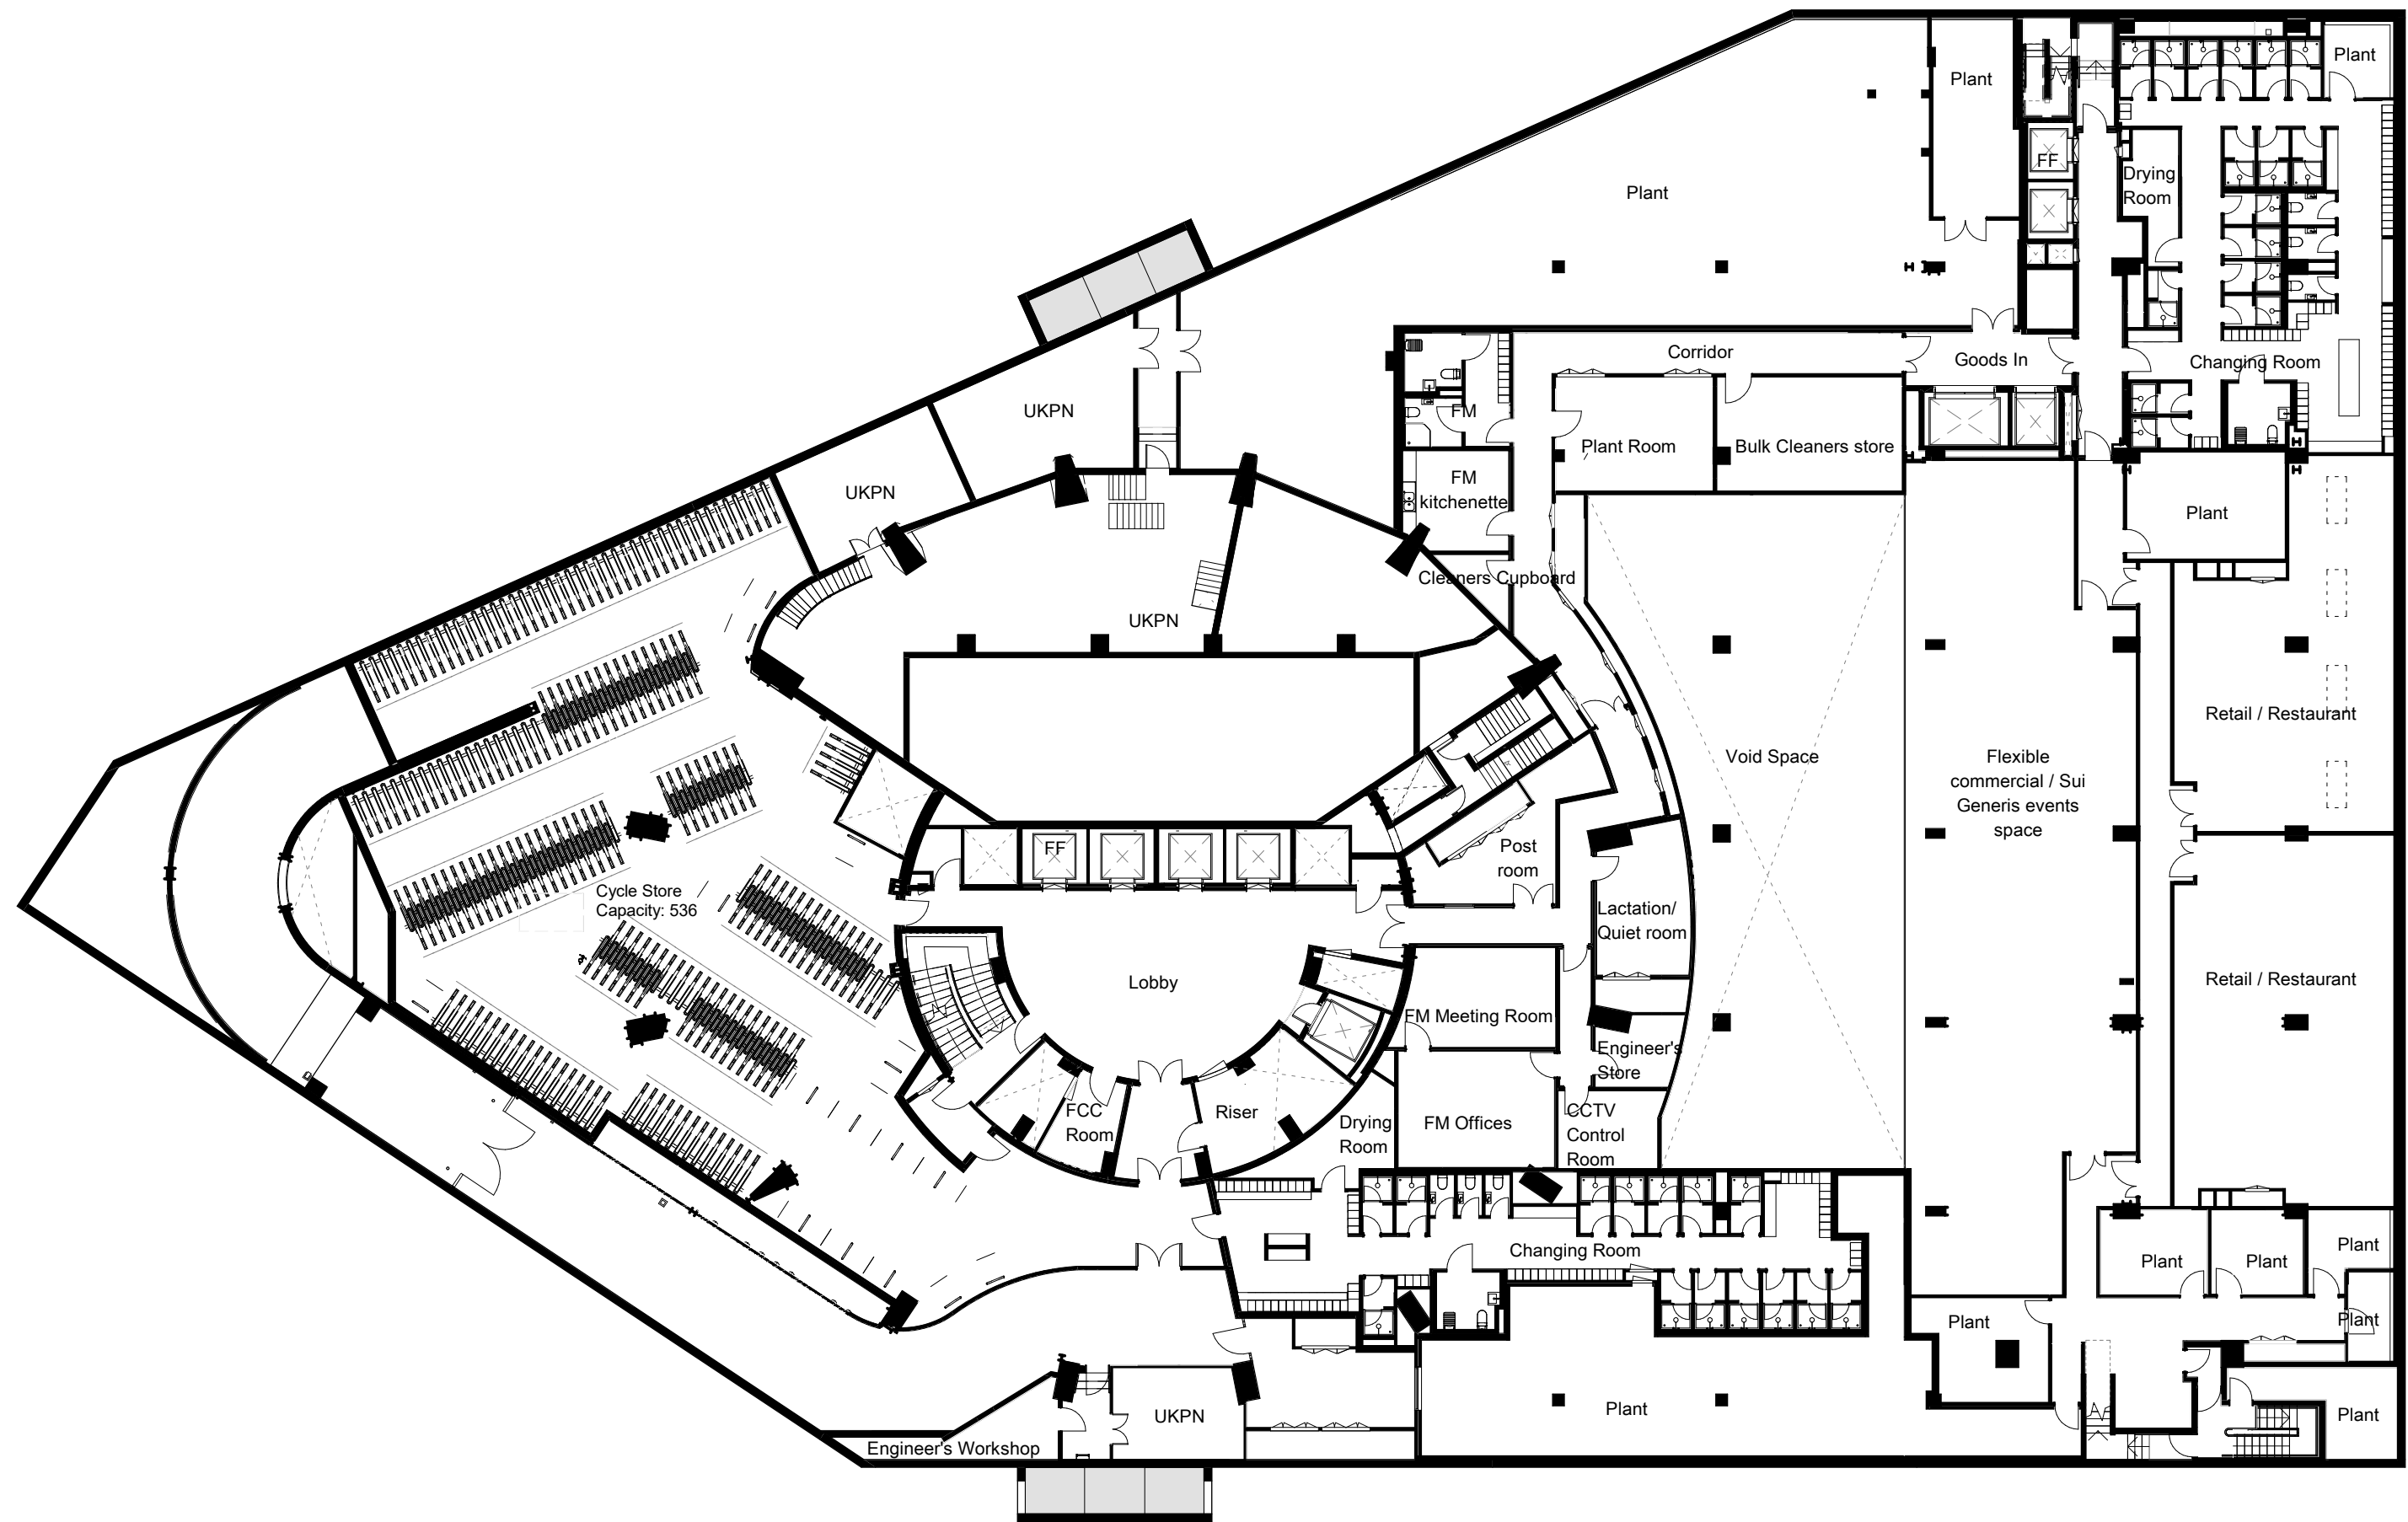 Plant
Plant
FF
Drying
Room
Plant
Corridor
Goods In
Changing Room
UKPN
FM
Plant Room
Bulk Cleaners store
UKPN
FM
kitchenette
Plant
Cleaners Cupboard
UKPN
Retail / Restaurant
Void Space
Flexible
commercial / Sui
Generis events
space
FF
Post
room
Cycle Store
Capacity: 536
Lactation/
Quiet room
Lobby
Retail / Restaurant
FM Meeting Room
Engineer's
Store
FCC
Room
Riser
Drying
Room
FM Offices
CCTV
Control
Room
Changing Room
Plant
Plant
Plant
Plant
Plant
Plant
UKPN
Plant
Engineer's Workshop